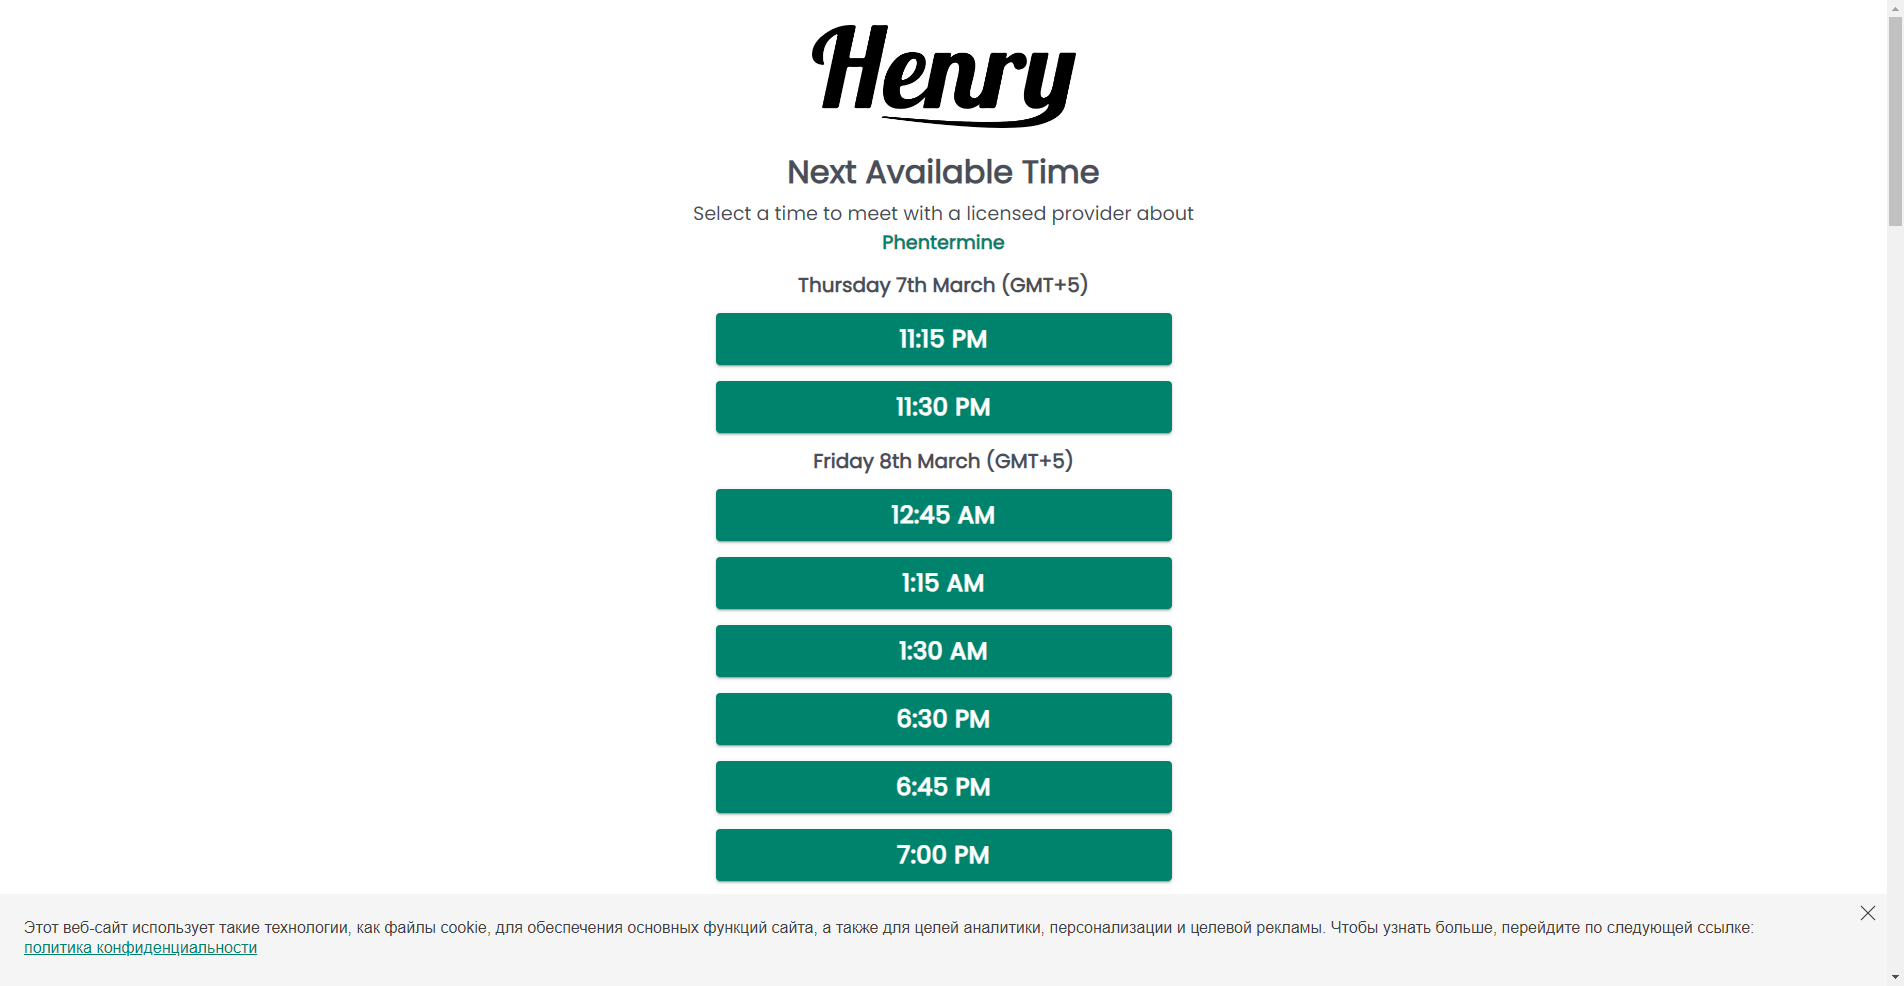 Henry
Next Available Time
Select a time to meet with a licensed provider about
Phentermine
Thursday 7th March (GMT+5)
11:15 PM
11:30 PM
Friday 8th March (GMT+5)
12:45 AM
1:15 AM
1:30 AM
6:30 PM
6:45 PM
7:00 PM
Этот веб-сайт использует такие технологии, как файлы cookie, для обеспечения основных функций сайта, а также для целей аналитики, персонализации и целевой рекламы. Чтобы узнать больше, перейдите по следующей ссылке:
политика конфиденциальности